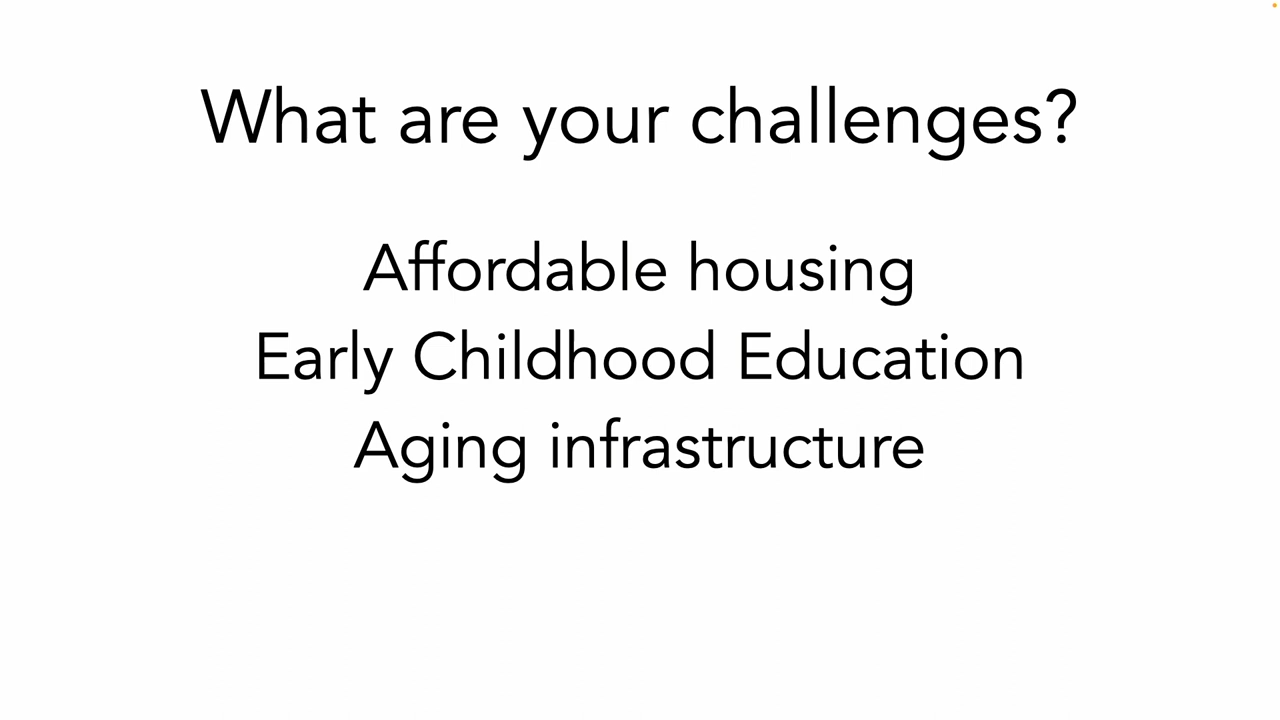 What are your challenges?
Affordable housing
Early Childhood Education
Aging infrastructure